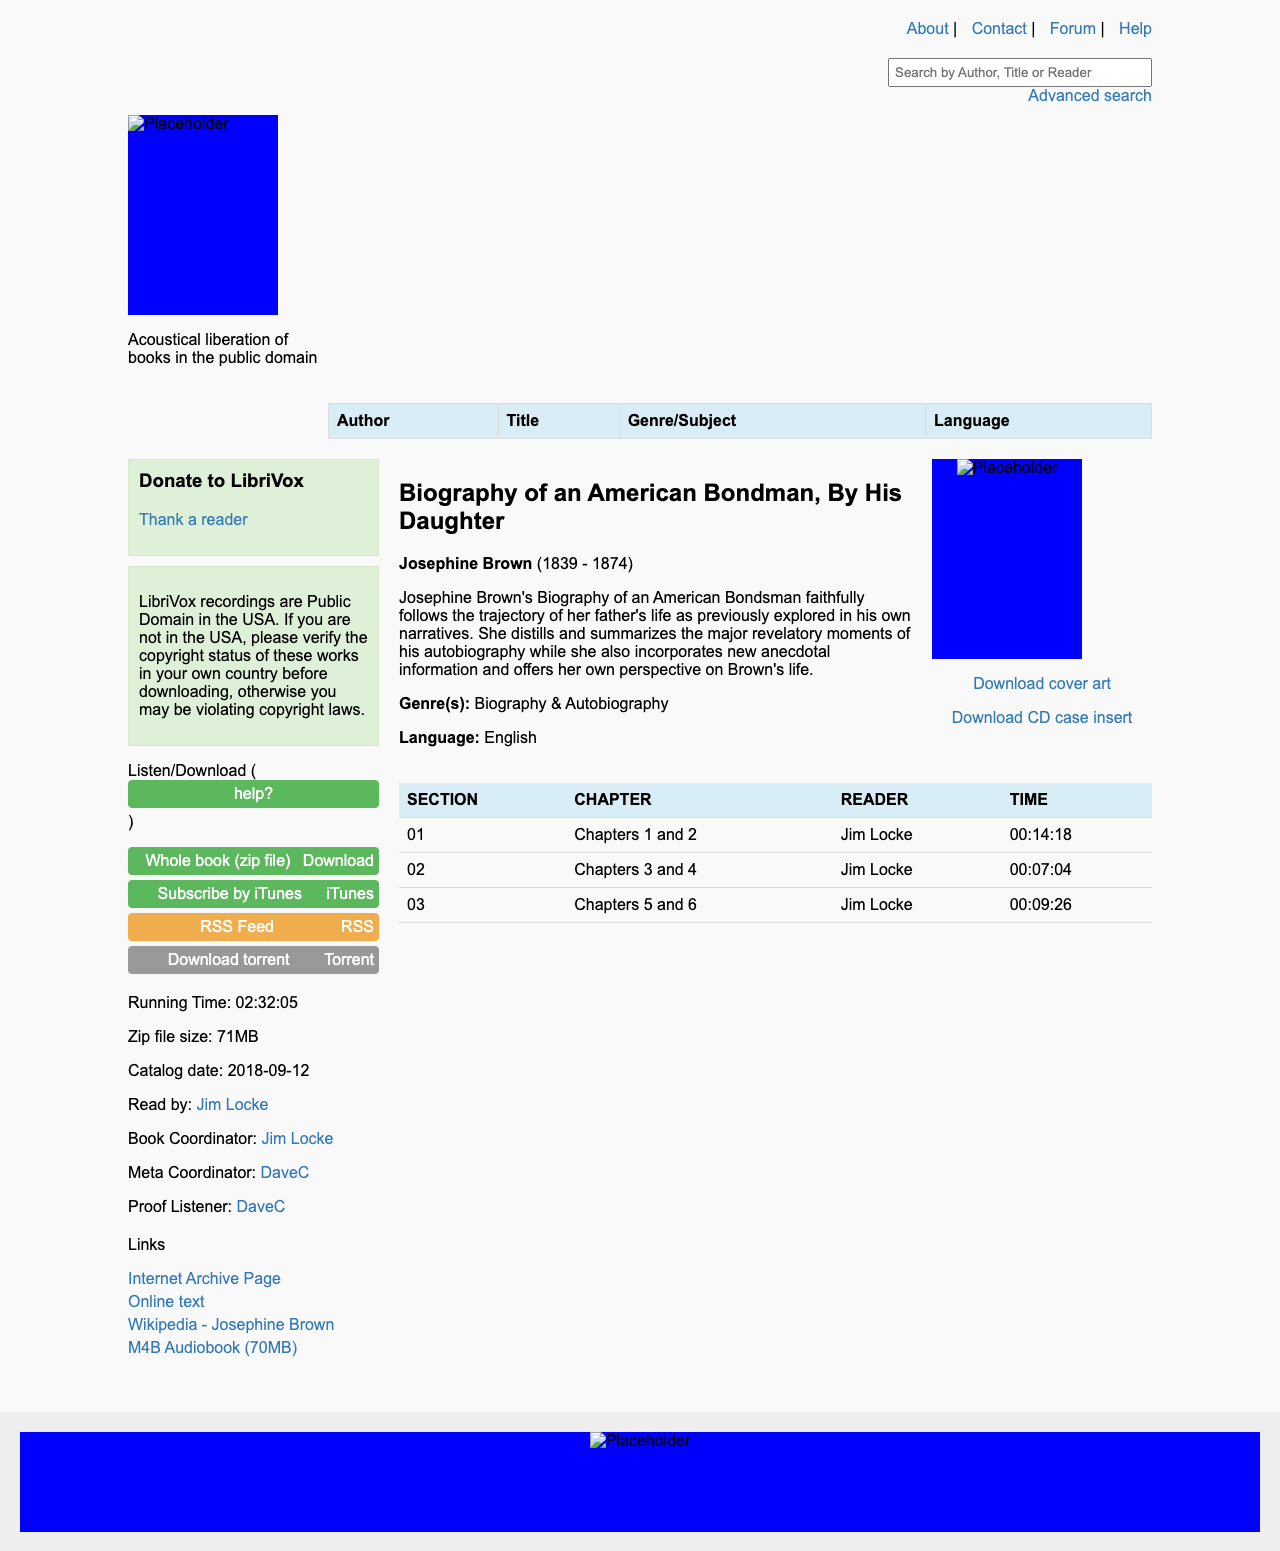 About | Contact | Forum | Help
Search by Author, Title or Reader
Advanced search
Placeholder
Acoustical liberation of
books in the public domain
Author Title Genre/Subject Language
Donate to LibriVox
Thank a reader
LibriVox recordings are Public
Domain in the USA. If you are
not in the USA, please verify the
copyright status of these works
in your own country before
downloading, otherwise you
may be violating copyright laws.
Listen/Download (
help?
)
Whole book (zip file) Download
Subscribe by iTunes iTunes
RSS Feed RSS
Download torrent Torrent
Running Time: 02:32:05
Zip file size: 71MB
Catalog date: 2018-09-12
Read by: Jim Locke
Book Coordinator: Jim Locke
Meta Coordinator: DaveC
Proof Listener: DaveC
Links
Internet Archive Page
Online text
Wikipedia - Josephine Brown
M4B Audiobook (70MB)
Biography of an American Bondman, By His
Daughter
Josephine Brown (1839 - 1874)
Josephine Brown's Biography of an American Bondsman faithfully
follows the trajectory of her father's life as previously explored in his own
narratives. She distills and summarizes the major revelatory moments of
his autobiography while she also incorporates new anecdotal
information and offers her own perspective on Brown's life.
Genre(s): Biography & Autobiography
Language: English
Placeholder
Download cover art
Download CD case insert
SECTION CHAPTER READER TIME
01 Chapters 1 and 2 Jim Locke 00:14:18
02 Chapters 3 and 4 Jim Locke 00:07:04
03 Chapters 5 and 6 Jim Locke 00:09:26
Placeholder